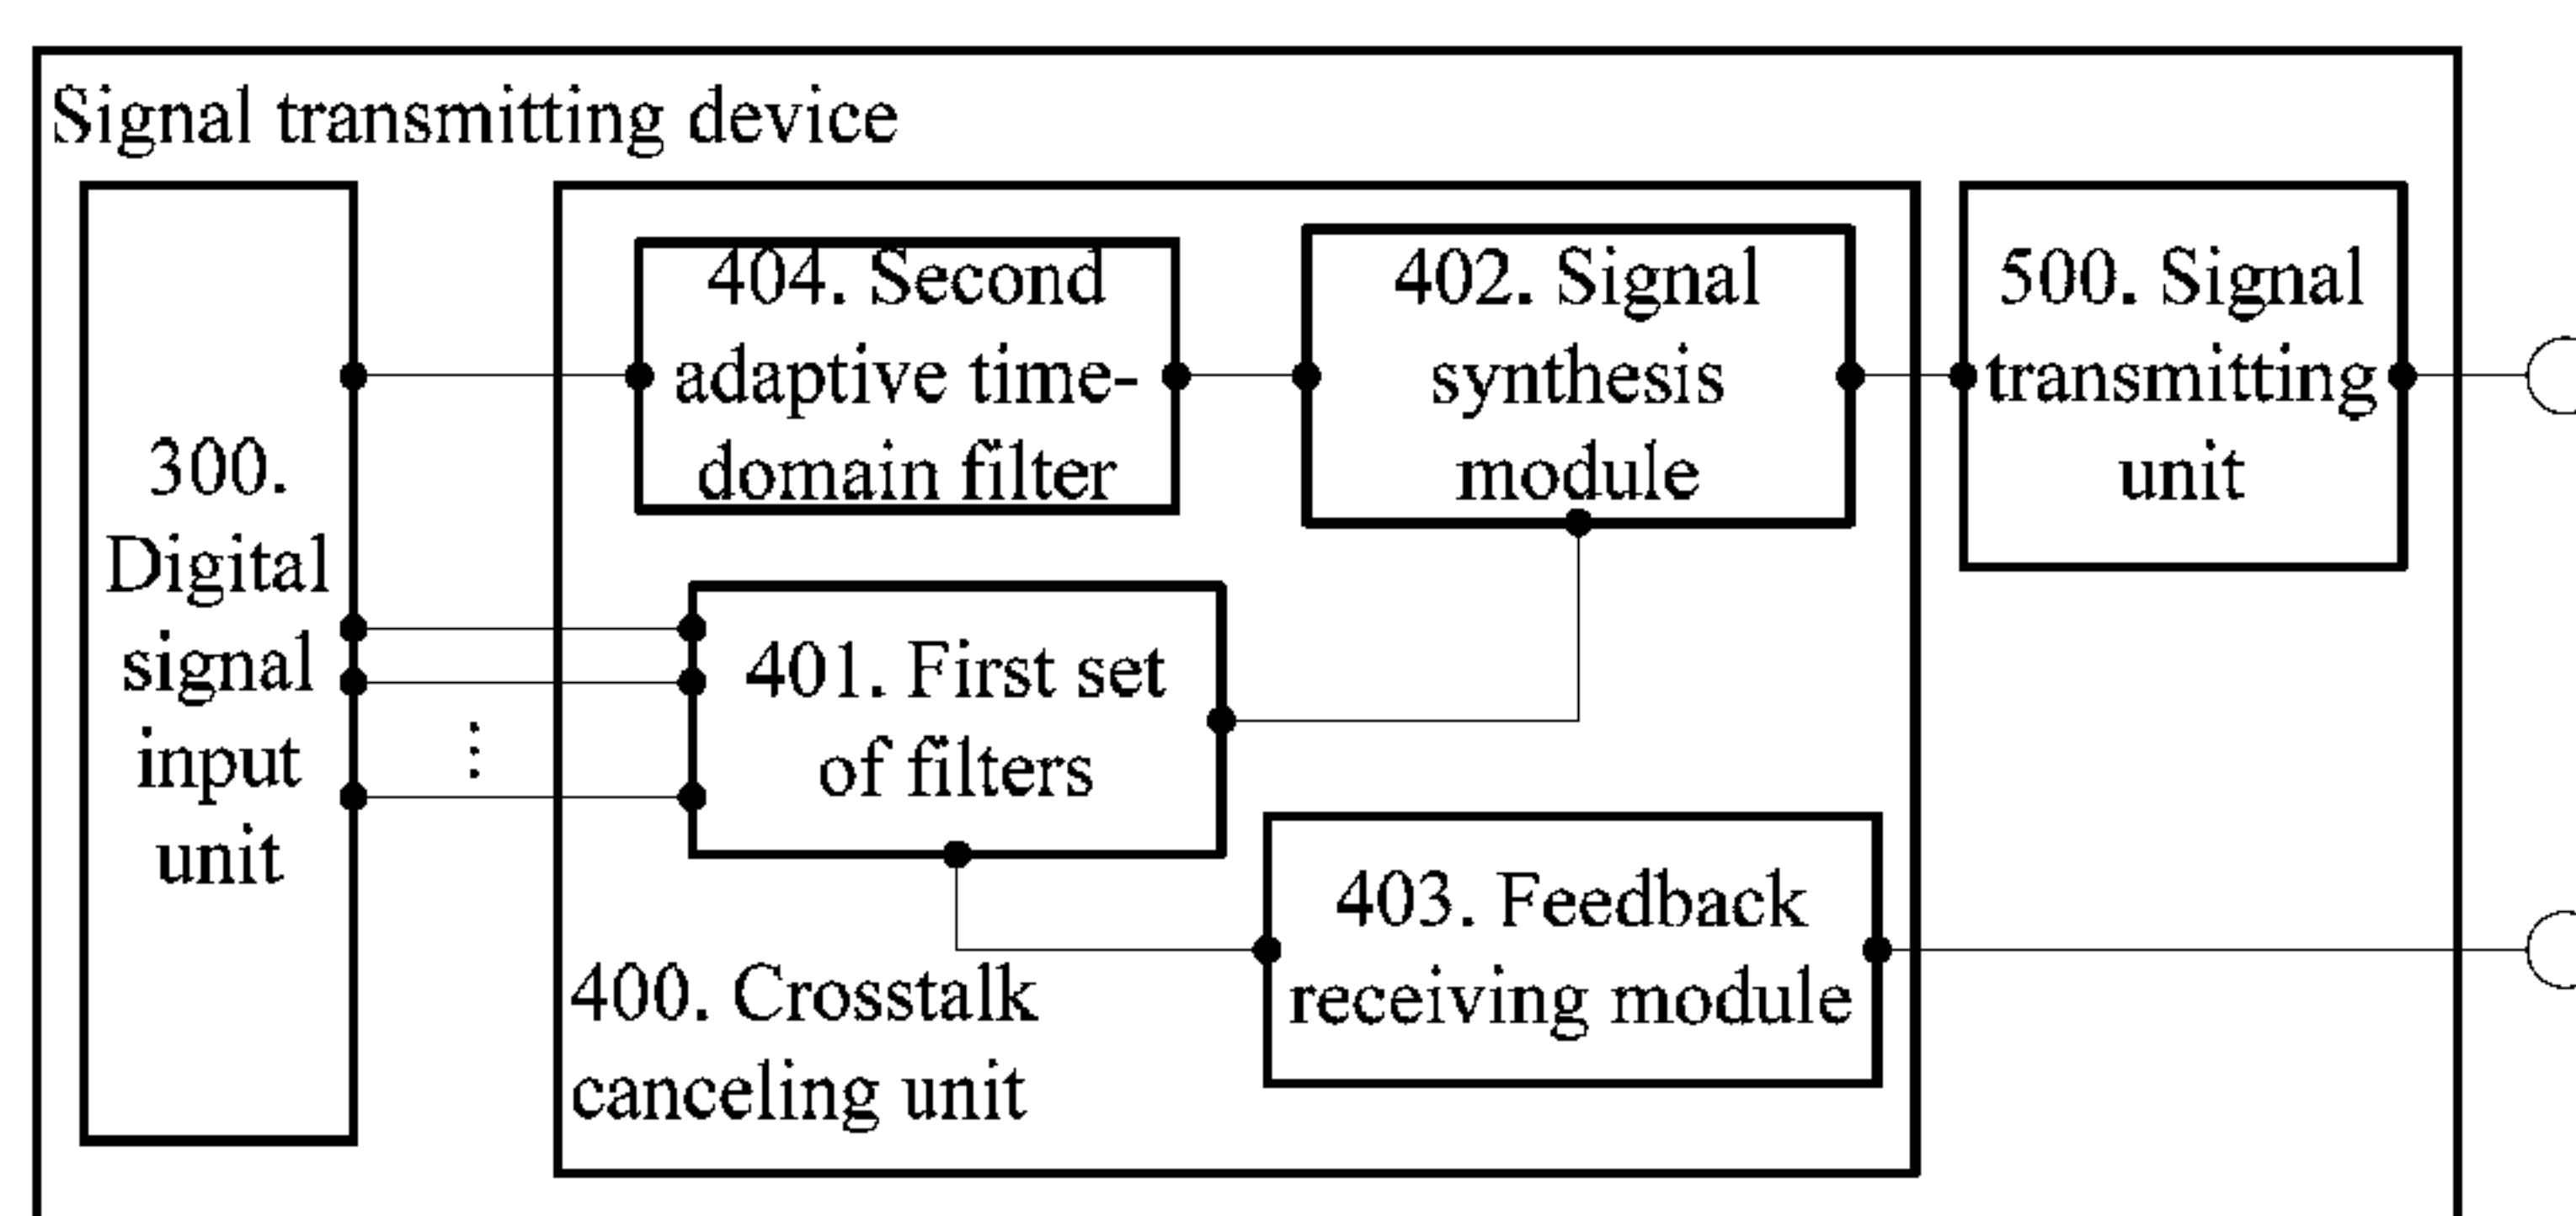 Signal transmitting device
300.
Digital
signal
input
unit
404. Second
adaptive time-
domain filter
402. Signal
synthesis
module
500. Signal
transmitting
unit
401. First set
of filters
403. Feedback
receiving module
400. Crosstalk
canceling unit